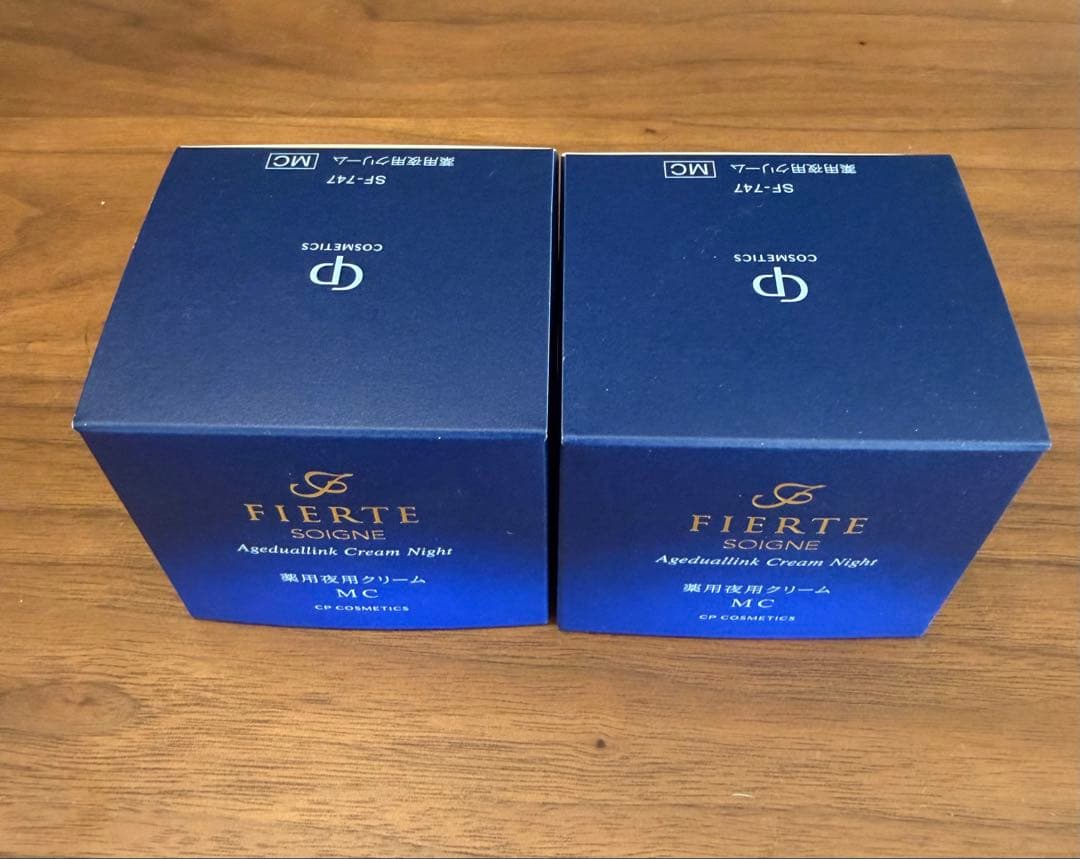 薬用夜用クリーム MC
SF-747
CP
COSMETICS
FIERTE
SOIGNE
Ageduallink Cream Night
薬用夜用クリーム
MC
CP COSMETICS
薬用夜用クリーム MC
SF-747
CP
COSMETICS
FIERTE
SOIGNE
Ageduallink Cream Night
薬用夜用クリーム
MC
CP COSMETICS